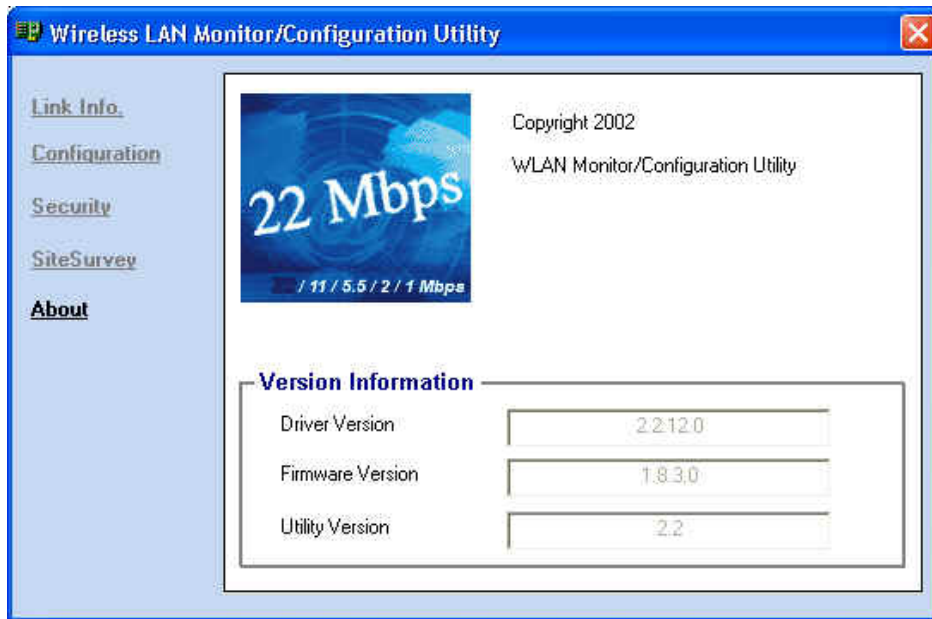 Wireless LAN Monitor/Configuration Utility
Link Info.
Configuration
Security
SiteSurvey
About
22 Mbps
/ 11 / 5.5 / 2 / 1 Mbps
Copyright 2002
WLAN Monitor/Configuration Utility
Version Information
Driver Version 2.2.12.0
Firmware Version 1.8.3.0
Utility Version 2.2